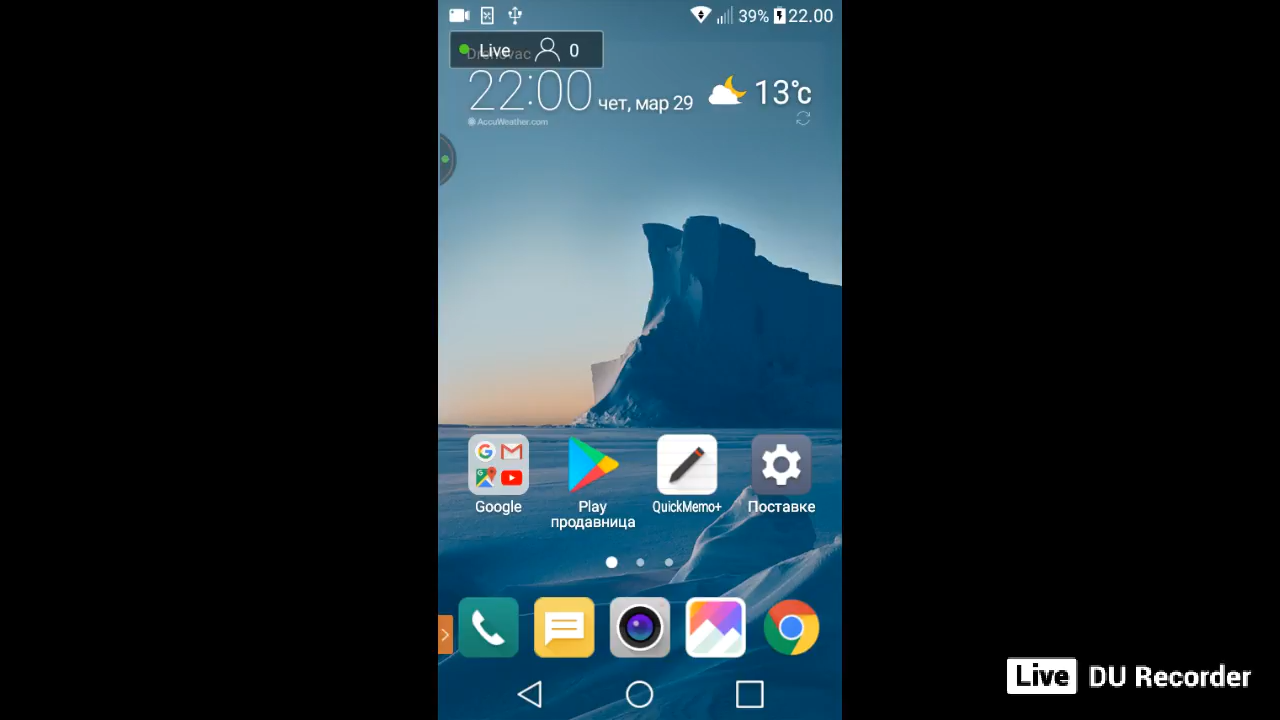 39% 22.00
Live 0
Dronovac
22:00 чет, мар 29 13°c
AccuWeather.com
Google
Play
продавница
QuickMemo+
Поставке
Live DU Recorder